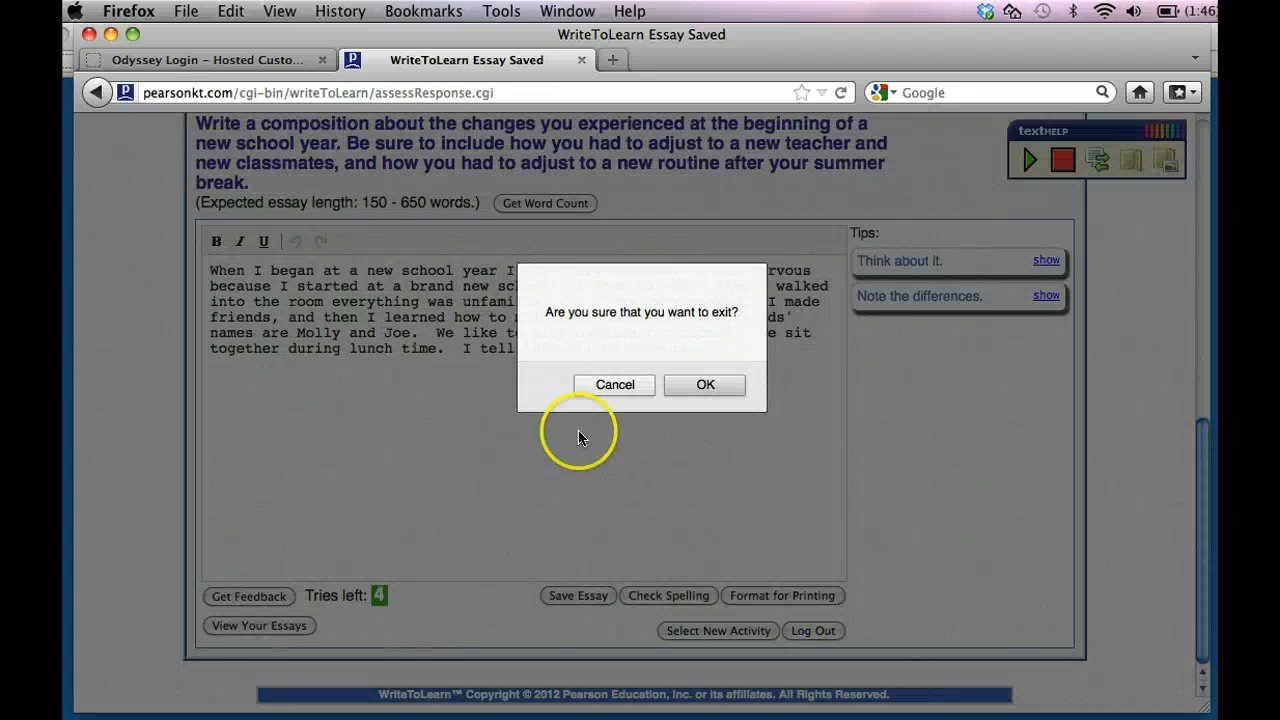 Firefox File Edit View History Bookmarks Tools Window Help (1:46
WriteToLearn Essay Saved
Odyssey Login – Hosted Custo...
WriteToLearn Essay Saved
pearsonkt.com/cgi-bin/writeToLearn/assessResponse.cgi
Google
Write a composition about the changes you experienced at the beginning of a
new school year. Be sure to include how you had to adjust to a new teacher and
new classmates, and how you had to adjust to a new routine after your summer
break.
(Expected essay length: 150 - 650 words.) Get Word Count
textHELP
B I U
When I began at a new school year I rvous
because I started at a brand new walked
into the room everything was I made
friends, and then I learned how to ds'
names are Molly and Joe. We like sit
together during lunch time. I tell
Tips:
Think about it. show
Note the differences. show
Are you sure that you want to exit?
Cancel OK
Get Feedback Tries left: 4
Save Essay Check Spelling Format for Printing
View Your Essays
Select New Activity Log Out
WriteToLearn™ Copyright © 2012 Pearson Education, Inc. or its affiliates. All Rights Reserved.